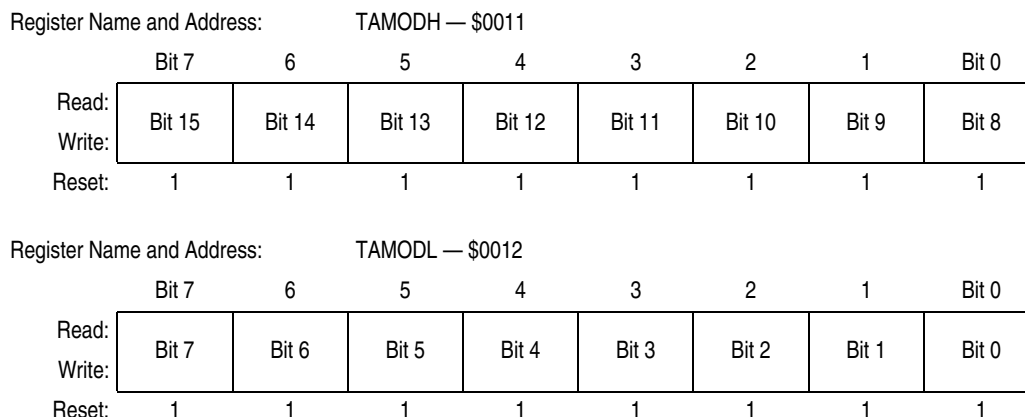 Register Name and Address: TAMODH — $0011
Bit 7 6 5 4 3 2 1 Bit 0
Read:
Bit 15 Bit 14 Bit 13 Bit 12 Bit 11 Bit 10 Bit 9 Bit 8
Write:
Reset: 1 1 1 1 1 1 1 1
Register Name and Address: TAMODL — $0012
Bit 7 6 5 4 3 2 1 Bit 0
Read:
Bit 7 Bit 6 Bit 5 Bit 4 Bit 3 Bit 2 Bit 1 Bit 0
Write:
Reset: 1 1 1 1 1 1 1 1